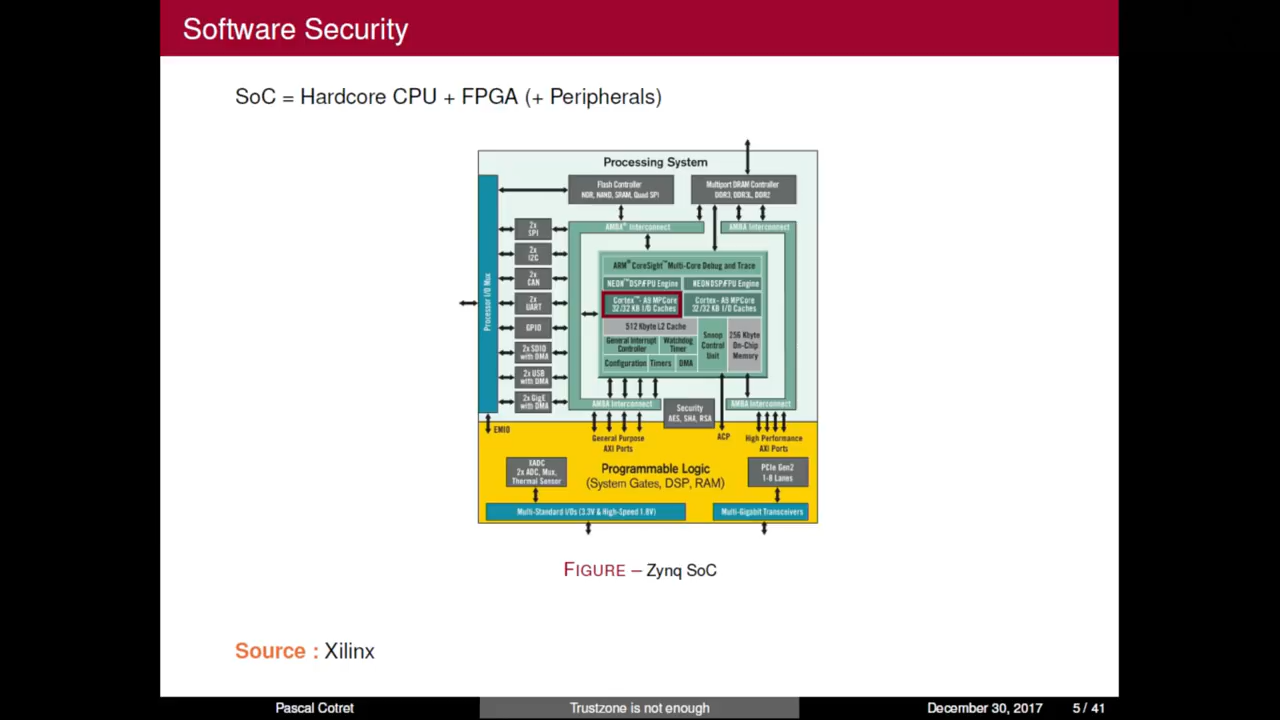 Software Security
SoC = Hardcore CPU + FPGA (+ Peripherals)
Processing System
Flash Controller
NOR, NAND, SRAM, Quad SPI
Multiport DRAM Controller
DDR3, DDR3L, DDR2
AMBA® Interconnect
AMBA Interconnect
Processor I/O Mux
2x
SPI
2x
I2C
2x
CAN
2x
UART
GPIO
2x SDIO
with DMA
2x USB
with DMA
2x GigE
with DMA
ARM® CoreSight™ Multi-Core Debug and Trace
NEON™ DSP/FPU Engine
NEON DSP/FPU Engine
Cortex™- A9 MPCore
32/32 KB I/D Caches
Cortex- A9 MPCore
32/32 KB I/D Caches
512 Kbyte L2 Cache
General Interrupt
Controller
Watchdog
Timer
Configuration
Timers
DMA
Snoop
Control
Unit
256 Kbyte
On-Chip
Memory
AMBA Interconnect
Security
AES, SHA, RSA
AMBA Interconnect
EMIO
General Purpose
AXI Ports
ACP
High Performance
AXI Ports
XADC
2x ADC, Mux,
Thermal Sensor
Programmable Logic
(System Gates, DSP, RAM)
PCIe Gen2
1-8 Lanes
Multi-Standard I/Os (3.3V & High-Speed 1.8V)
Multi-Gigabit Transceivers
FIGURE – Zynq SoC
Source : Xilinx
Pascal Cotret
Trustzone is not enough
December 30, 2017
5 / 41